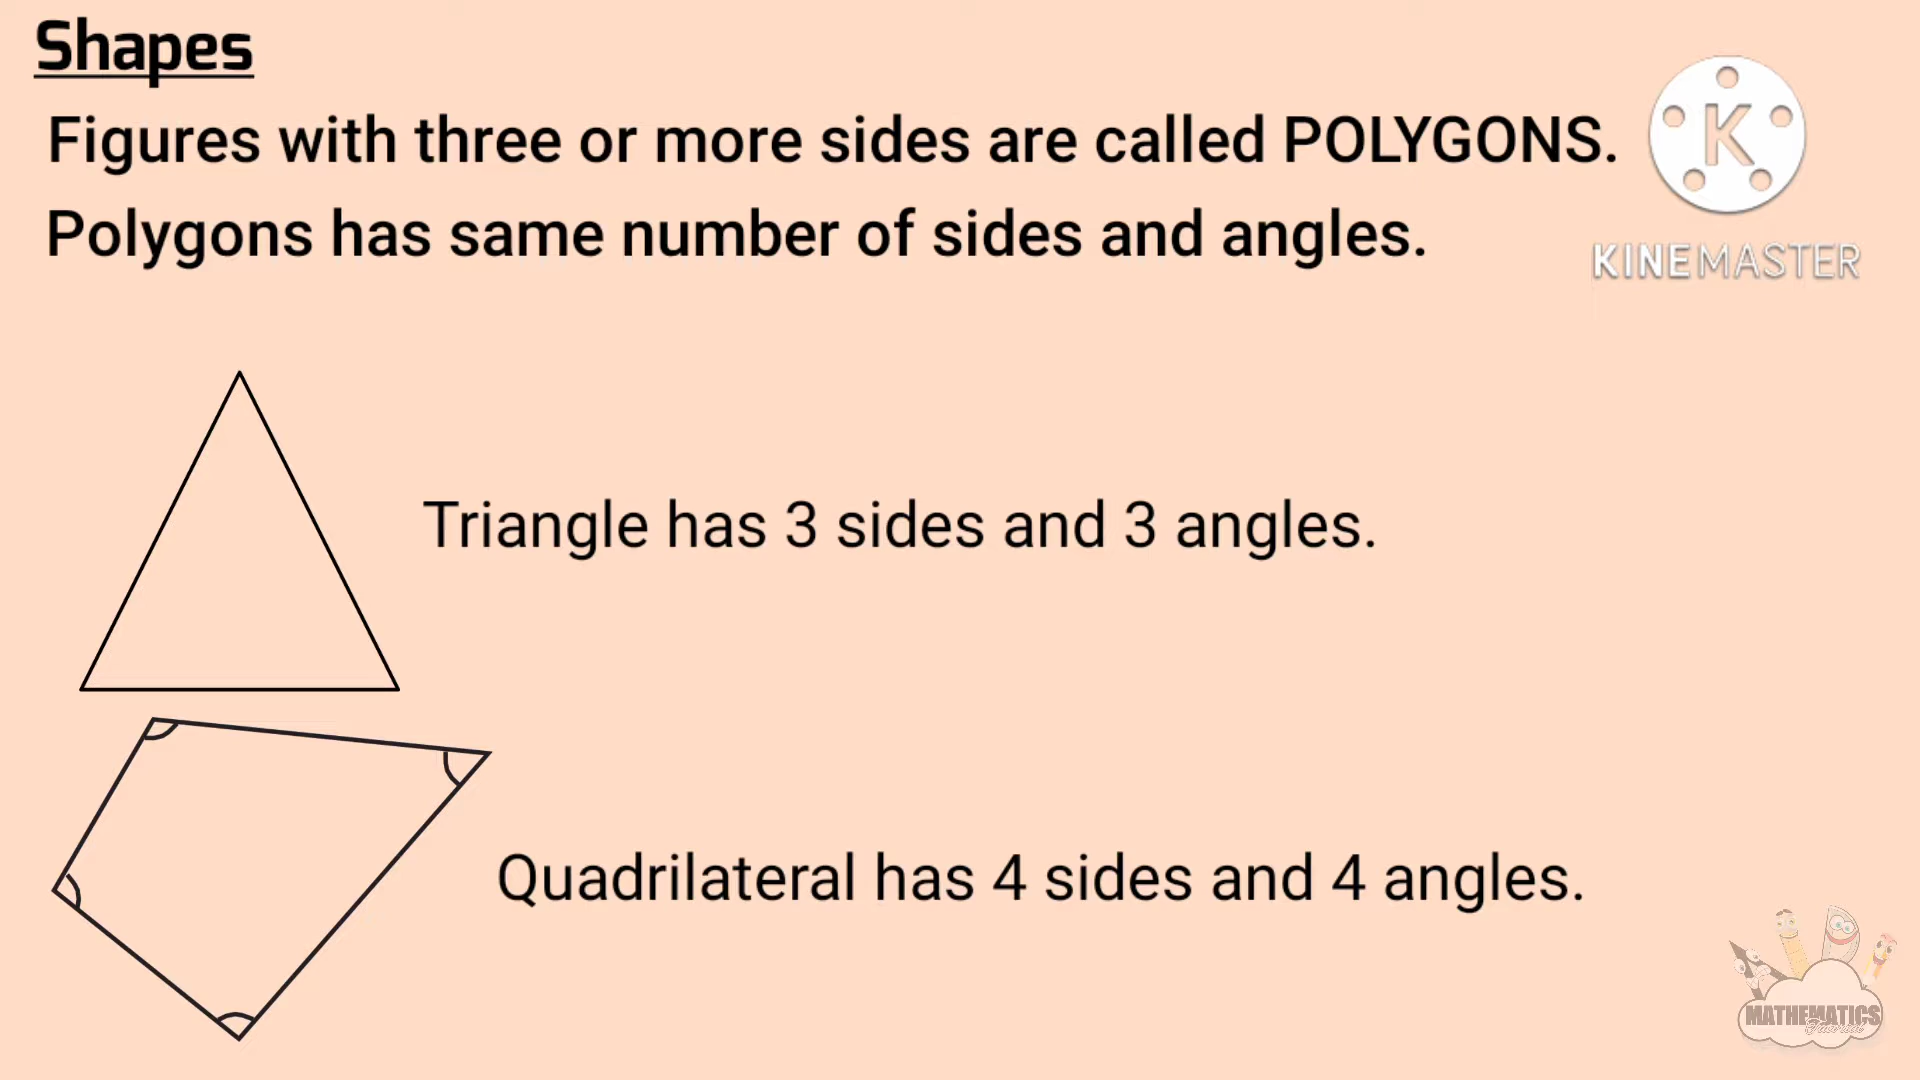 Shapes
Figures with three or more sides are called POLYGONS.
Polygons has same number of sides and angles.
K
KINEMASTER
Triangle has 3 sides and 3 angles.
Quadrilateral has 4 sides and 4 angles.
MATHEMATICS